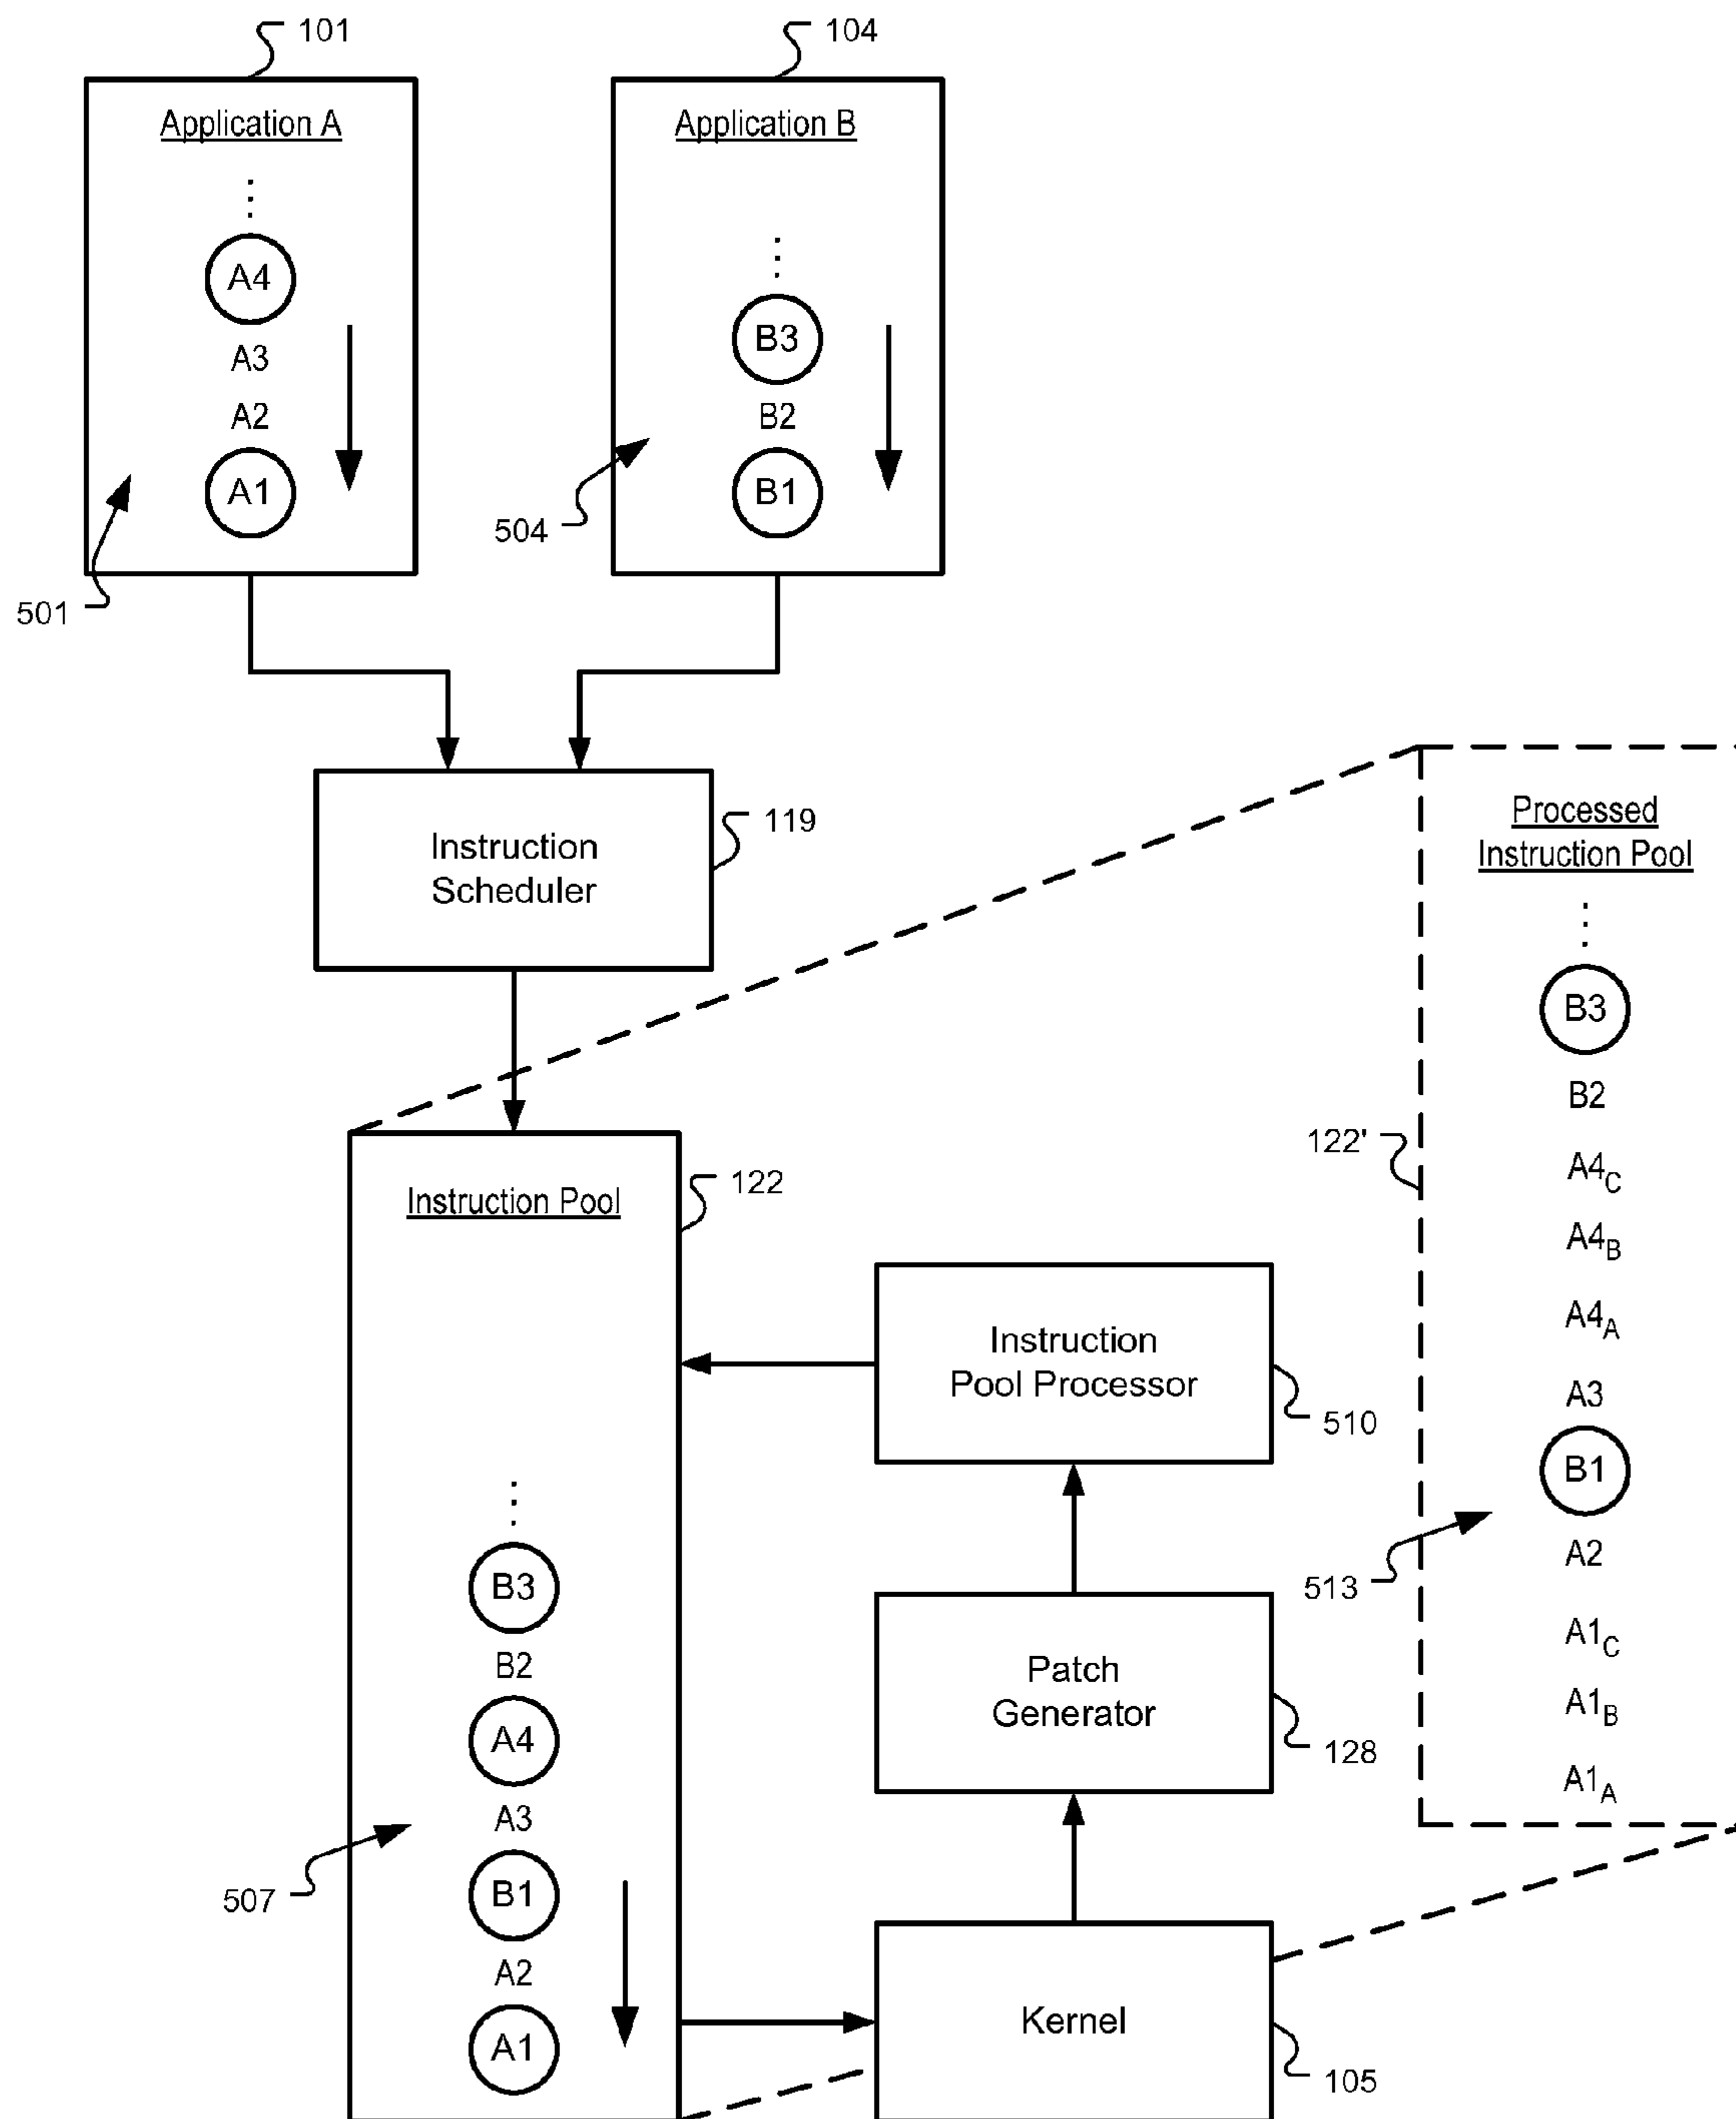 101
104
Application A
⋮
A4
A3
A2
A1
501
Application B
⋮
B3
B2
B1
504
Instruction
Scheduler
119
Instruction Pool
122
⋮
B3
B2
A4
A3
B1
A2
A1
507
Instruction
Pool Processor
510
Patch
Generator
128
Kernel
105
Processed
Instruction Pool
122'
⋮
B3
B2
A4C
A4B
A4A
A3
B1
513
A2
A1C
A1B
A1A